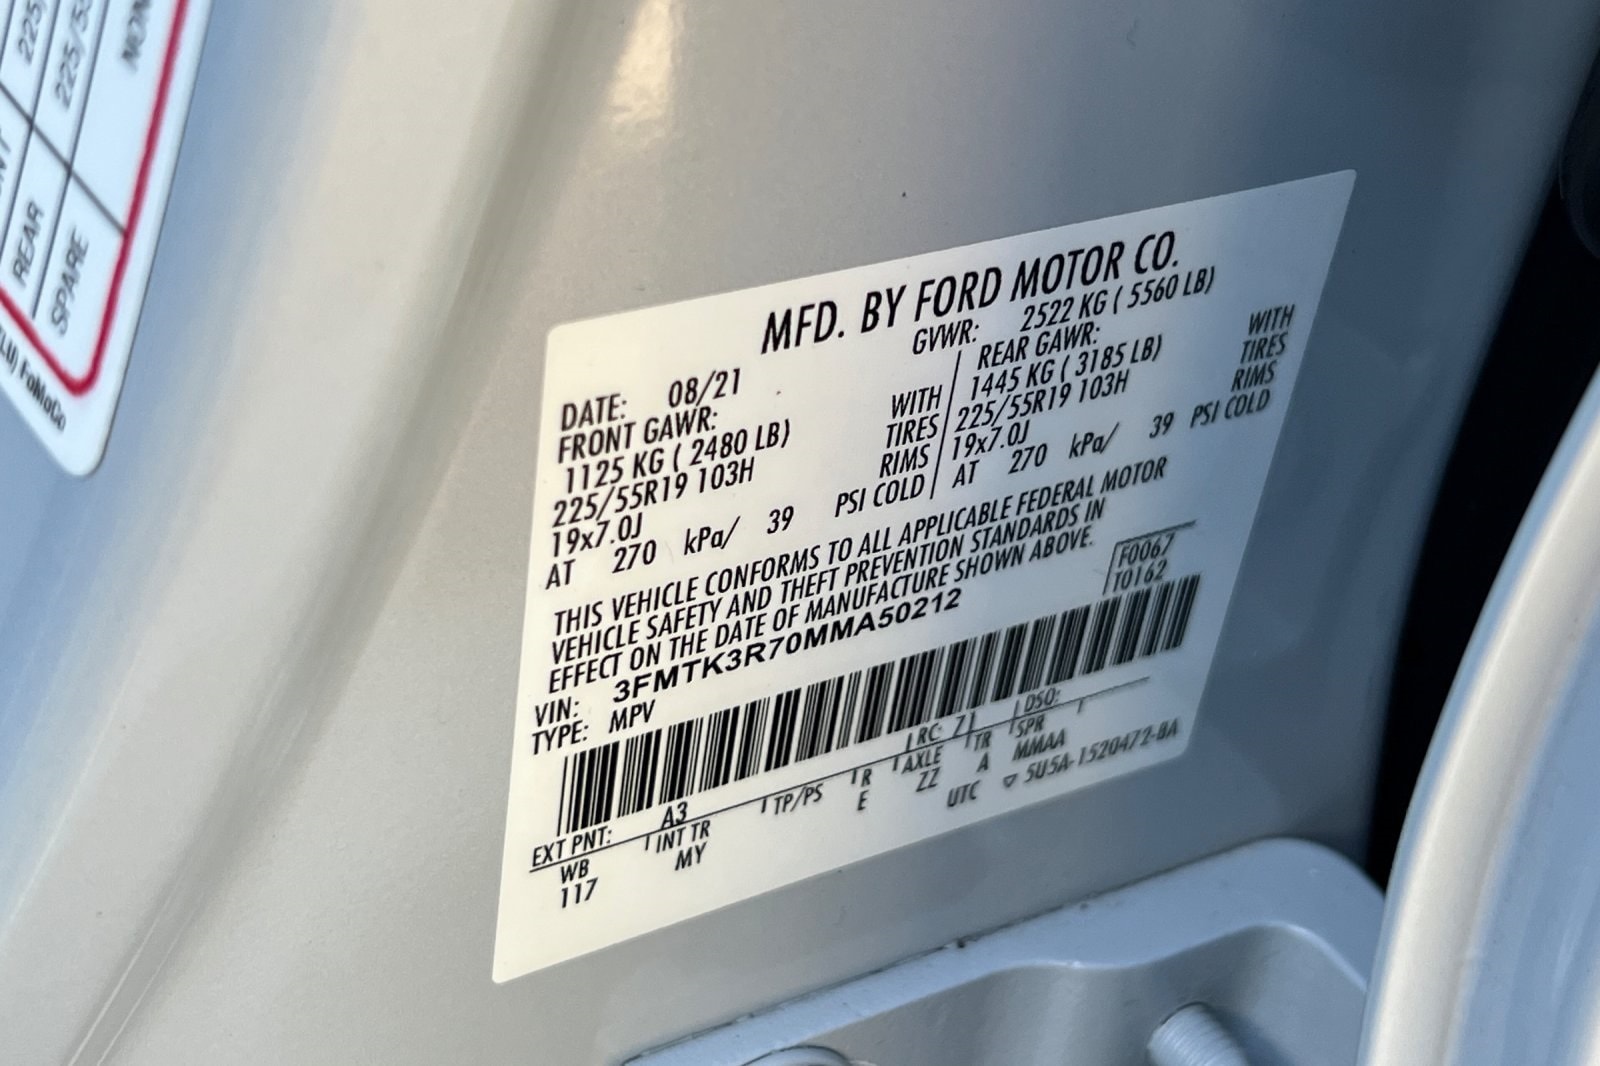 225/
225/55
NON
REAR
SPARE
FoMoCo
MFD. BY FORD MOTOR CO.
DATE: 08/21 GVWR: 2522 KG ( 5560 LB)
FRONT GAWR: REAR GAWR:
1125 KG ( 2480 LB) WITH 1445 KG ( 3185 LB) WITH
225/55R19 103H TIRES 225/55R19 103H TIRES
19x7.0J RIMS 19x7.0J RIMS
AT 270 kPa/ 39 PSI COLD AT 270 kPa/ 39 PSI COLD
THIS VEHICLE CONFORMS TO ALL APPLICABLE FEDERAL MOTOR
VEHICLE SAFETY AND THEFT PREVENTION STANDARDS IN
EFFECT ON THE DATE OF MANUFACTURE SHOWN ABOVE.
F0067
T0162
VIN: 3FMTK3R70MMA50212
TYPE: MPV
EXT PNT: A3 RC: 71 DSO:
WB INT TR TP/PS R AXLE TR SPR
117 MY E ZZ A MMAA
UTC ▽ 5U5A-1520472-BA